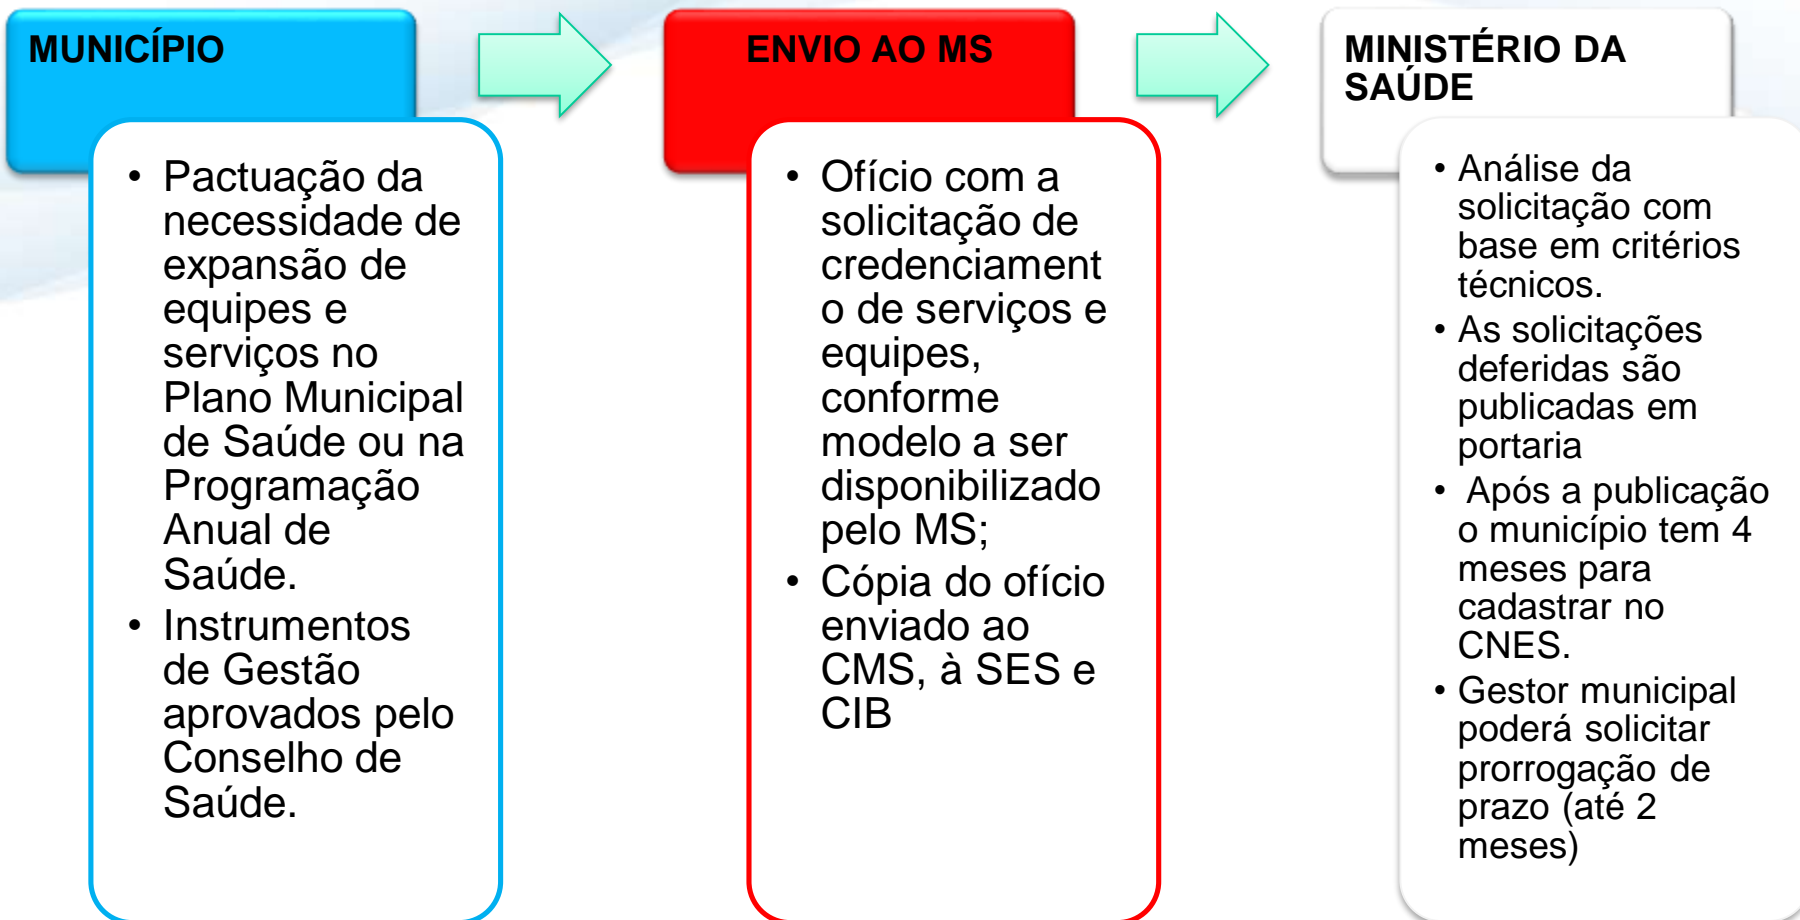 MUNICÍPIO
• Pactuação da
necessidade de
expansão de
equipes e
serviços no
Plano Municipal
de Saúde ou na
Programação
Anual de
Saúde.
• Instrumentos
de Gestão
aprovados pelo
Conselho de
Saúde.
ENVIO AO MS
• Ofício com a
solicitação de
credenciament
o de serviços e
equipes,
conforme
modelo a ser
disponibilizado
pelo MS;
• Cópia do ofício
enviado ao
CMS, à SES e
CIB
MINISTÉRIO DA
SAÚDE
• Análise da
solicitação com
base em critérios
técnicos.
• As solicitações
deferidas são
publicadas em
portaria
• Após a publicação
o município tem 4
meses para
cadastrar no
CNES.
• Gestor municipal
poderá solicitar
prorrogação de
prazo (até 2
meses)